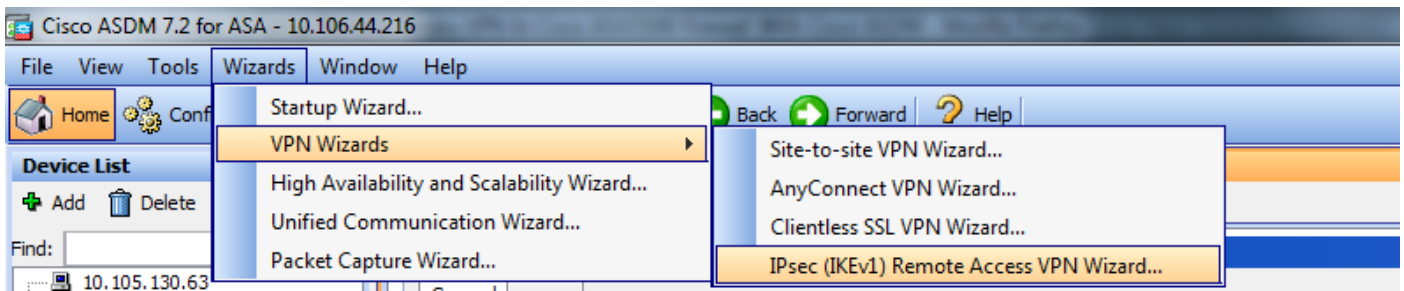 Cisco ASDM 7.2 for ASA - 10.106.44.216
File View Tools Wizards Window Help
Home Conf Back Forward Help
Startup Wizard...
VPN Wizards
High Availability and Scalability Wizard...
Unified Communication Wizard...
Packet Capture Wizard...
Site-to-site VPN Wizard...
AnyConnect VPN Wizard...
Clientless SSL VPN Wizard...
IPsec (IKEv1) Remote Access VPN Wizard...
Device List
Add Delete
Find:
10.105.130.63